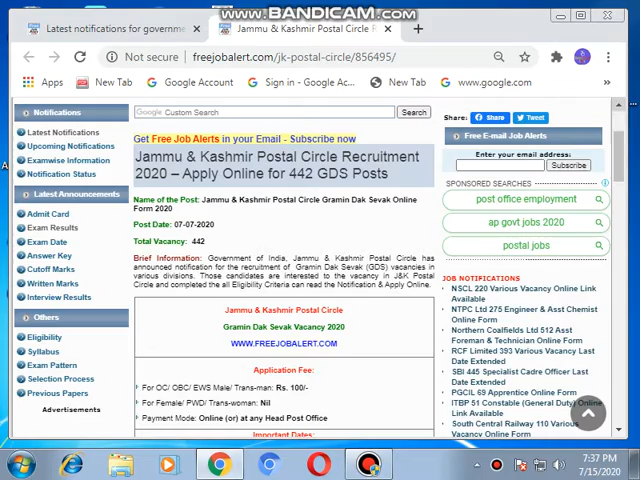 WWW.BANDICAM.COM
Latest notifications for governme
Jammu & Kashmir Postal Circle R
Not secure
freejobalert.com/jk-postal-circle/856495/
Apps
New Tab
Google Account
Sign in - Google Acc...
New Tab
www.google.com
»
Notifications
Latest Notifications
Upcoming Notifications
Examwise Information
Notification Status
Latest Announcements
Admit Card
Exam Results
Exam Date
Answer Key
Cutoff Marks
Written Marks
Interview Results
Others
Eligibility
Syllabus
Exam Pattern
Selection Process
Previous Papers
Advertisements
Google Custom Search
Search
Get Free Job Alerts in your Email - Subscribe now
Jammu & Kashmir Postal Circle Recruitment
2020 – Apply Online for 442 GDS Posts
Name of the Post: Jammu & Kashmir Postal Circle Gramin Dak Sevak Online
Form 2020
Post Date: 07-07-2020
Total Vacancy: 442
Brief Information: Government of India, Jammu & Kashmir Postal Circle has
announced notification for the recruitment of Gramin Dak Sevak (GDS) vacancies in
various divisions. Those candidates are interested to the vacancy in J&K Postal
Circle and completed the all Eligibility Criteria can read the Notification & Apply Online.
Jammu & Kashmir Postal Circle
Gramin Dak Sevak Vacancy 2020
WWW.FREEJOBALERT.COM
Application Fee:
For OC/ OBC/ EWS Male/ Trans-man: Rs. 100/-
For Female/ PWD/ Trans-woman: Nil
Payment Mode: Online (or) at any Head Post Office
Important Dates:
Share: Share Tweet
Free E-mail Job Alerts
Enter your email address:
Subscribe
SPONSORED SEARCHES
post office employment
ap govt jobs 2020
postal jobs
JOB NOTIFICATIONS
NSCL 220 Various Vacancy Online Link
Available
NTPC Ltd 275 Engineer & Asst Chemist
Online Form
Northern Coalfields Ltd 512 Asst
Foreman & Technician Online Form
RCF Limited 393 Various Vacancy Last
Date Extended
SBI 445 Specialist Cadre Officer Last
Date Extended
PGCIL 69 Apprentice Online Form
ITBP 51 Constable (General Duty) Online
Link Available
South Central Railway 110 Various
7:37 PM
7/15/2020